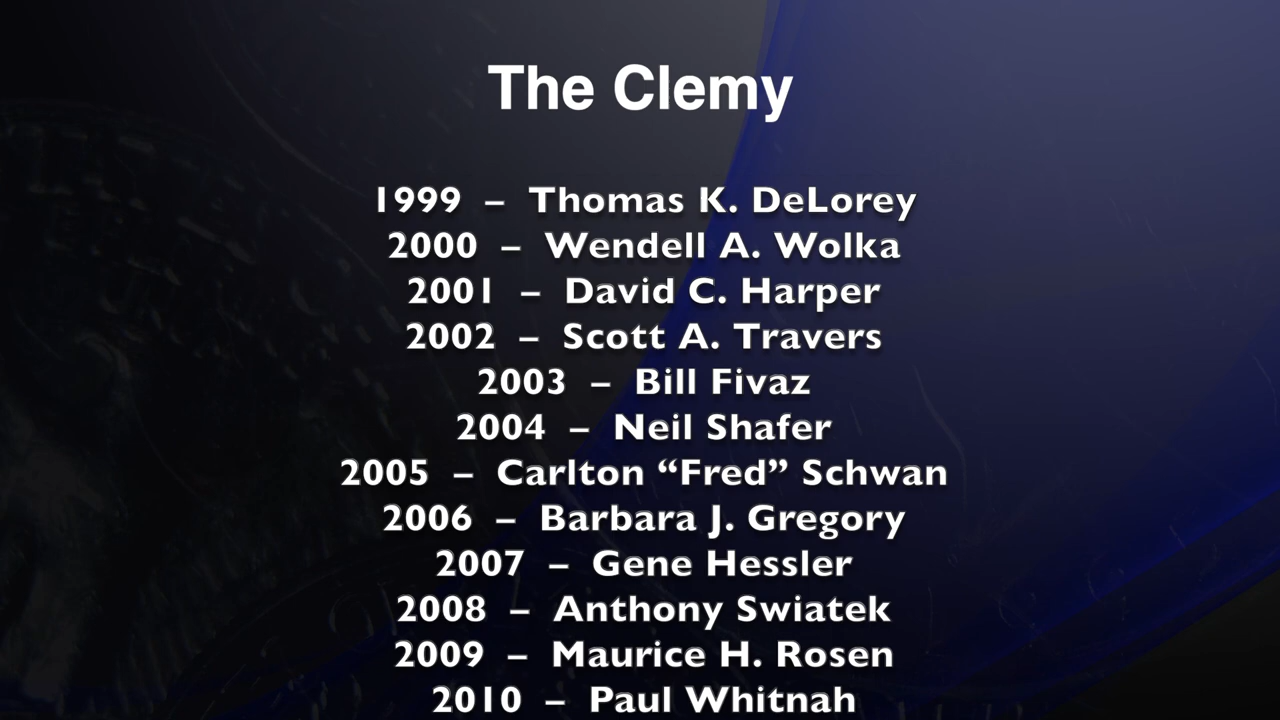 The Clemy
1999 – Thomas K. DeLorey
2000 – Wendell A. Wolka
2001 – David C. Harper
2002 – Scott A. Travers
2003 – Bill Fivaz
2004 – Neil Shafer
2005 – Carlton “Fred” Schwan
2006 – Barbara J. Gregory
2007 – Gene Hessler
2008 – Anthony Swiatek
2009 – Maurice H. Rosen
2010 – Paul Whitnah